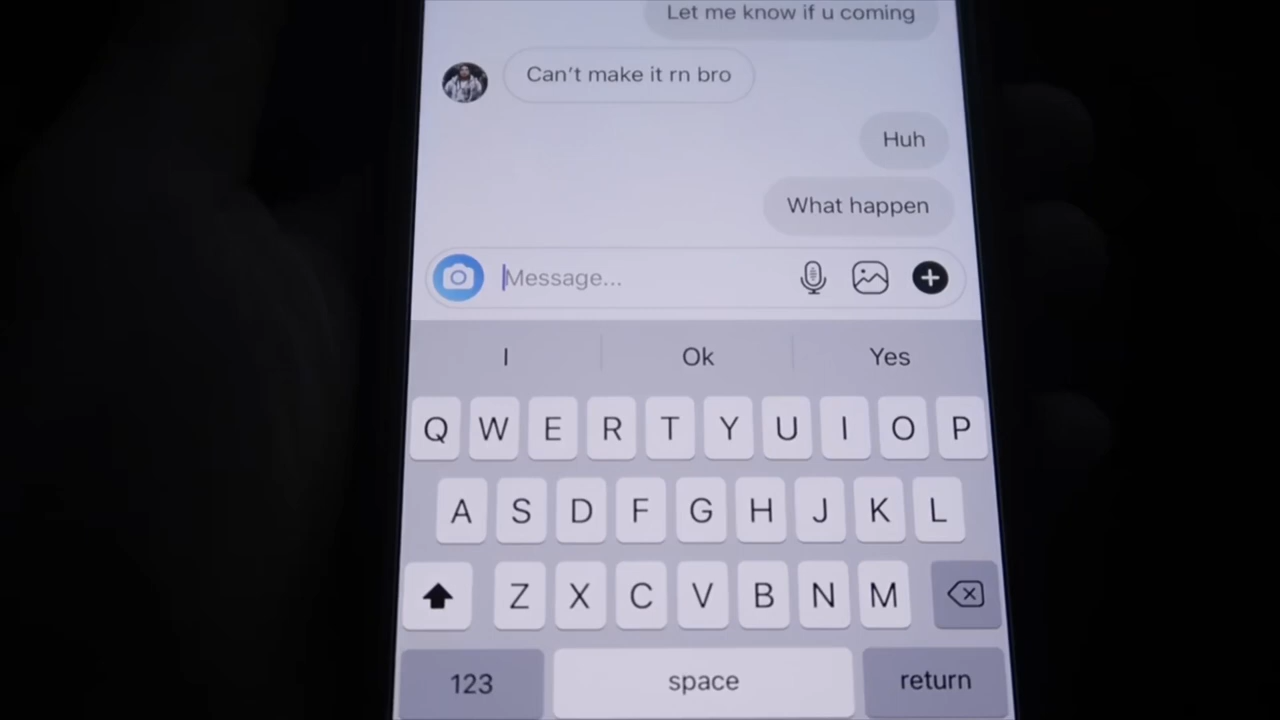 Let me know if u coming
Can't make it rn bro
Huh
What happen
Message...
I Ok Yes
Q W E R T Y U I O P
A S D F G H J K L
Z X C V B N M
123 space return